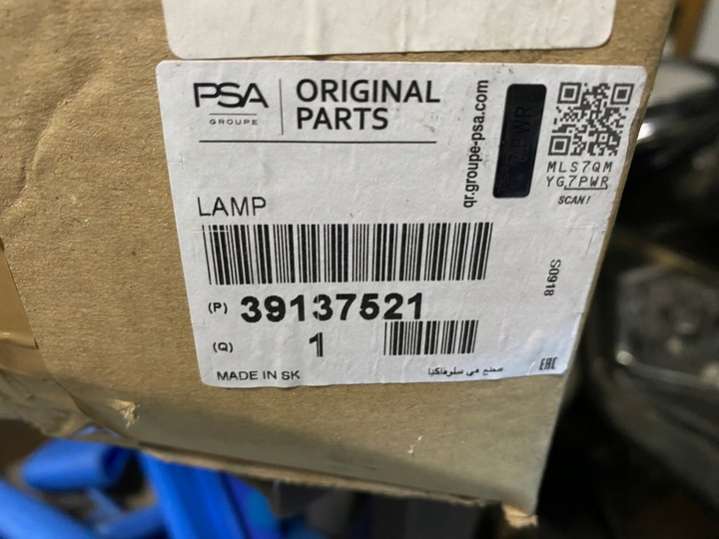 PSA
GROUPE
ORIGINAL
PARTS
qr.groupe-psa.com
7PWR
MLS7QM
YG7PWR
SCAN!
LAMP
S0918
(P) 39137521
(Q) 1
MADE IN SK
صنع في سلوفاكيا
EAC